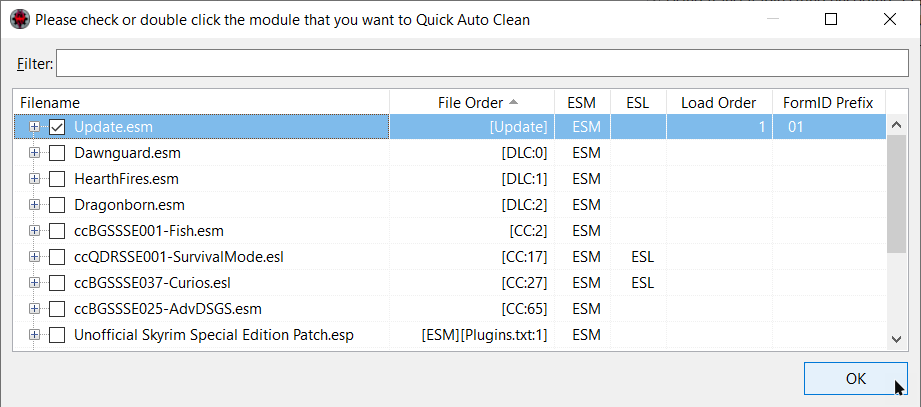 Please check or double click the module that you want to Quick Auto Clean
Filter:
Filename File Order ESM ESL Load Order FormID Prefix
Update.esm [Update] ESM 1 01
Dawnguard.esm [DLC:0] ESM
HearthFires.esm [DLC:1] ESM
Dragonborn.esm [DLC:2] ESM
ccBGSSSE001-Fish.esm [CC:2] ESM
ccQDRSSE001-SurvivalMode.esl [CC:17] ESM ESL
ccBGSSSE037-Curios.esl [CC:27] ESM ESL
ccBGSSSE025-AdvDSGS.esm [CC:65] ESM
Unofficial Skyrim Special Edition Patch.esp [ESM][Plugins.txt:1] ESM
OK